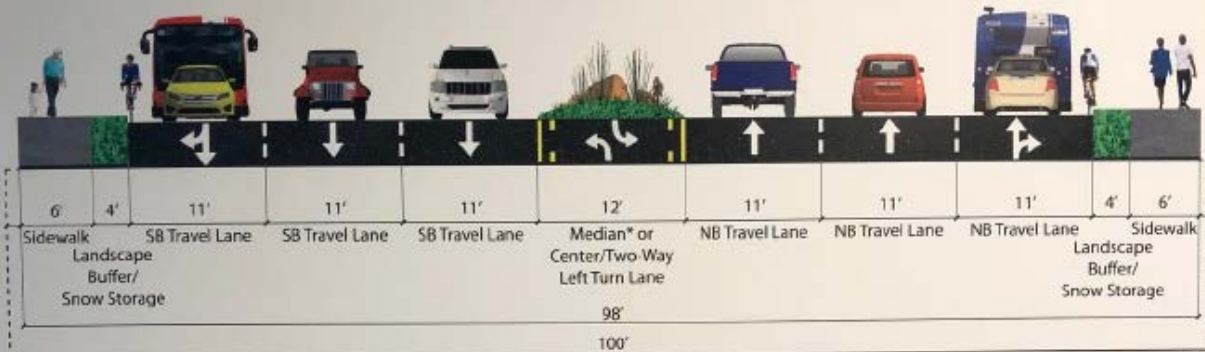 6' 4' 11' 11' 11' 12' 11' 11' 11' 4' 6'
Sidewalk
Landscape
Buffer/
Snow Storage
SB Travel Lane
SB Travel Lane
SB Travel Lane
Median* or
Center/Two-Way
Left Turn Lane
NB Travel Lane
NB Travel Lane
NB Travel Lane
Landscape
Buffer/
Snow Storage
Sidewalk
98'
100'